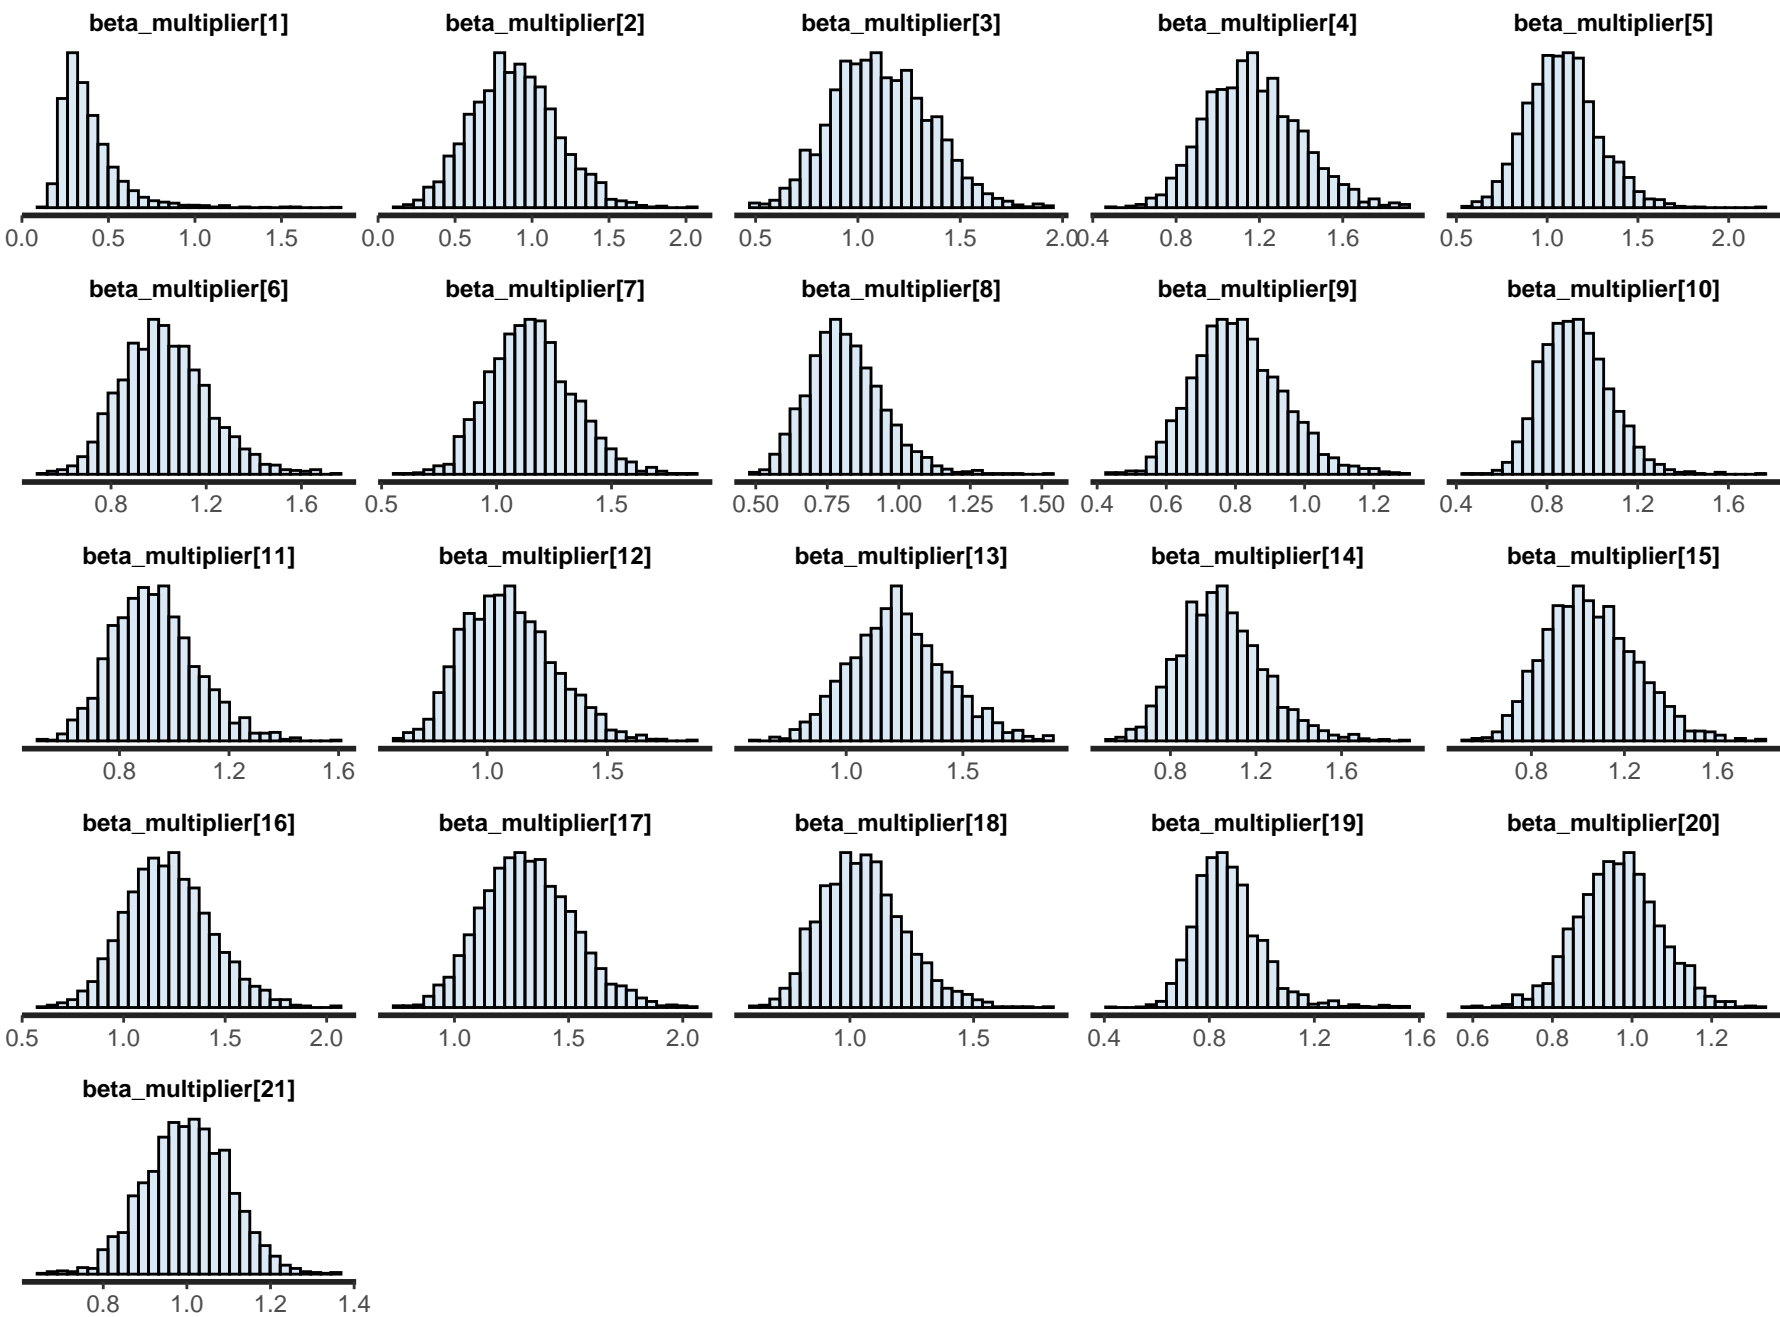 beta_multiplier[1] beta_multiplier[2] beta_multiplier[3] beta_multiplier[4] beta_multiplier[5]
0.0 0.5 1.0 1.5 0.0 0.5 1.0 1.5 2.0 0.5 1.0 1.5 2.0 0.4 0.8 1.2 1.6 0.5 1.0 1.5 2.0
beta_multiplier[6] beta_multiplier[7] beta_multiplier[8] beta_multiplier[9] beta_multiplier[10]
0.8 1.2 1.6 0.5 1.0 1.5 0.50 0.75 1.00 1.25 1.50 0.4 0.6 0.8 1.0 1.2 0.4 0.8 1.2 1.6
beta_multiplier[11] beta_multiplier[12] beta_multiplier[13] beta_multiplier[14] beta_multiplier[15]
0.8 1.2 1.6 1.0 1.5 1.0 1.5 0.8 1.2 1.6 0.8 1.2 1.6
beta_multiplier[16] beta_multiplier[17] beta_multiplier[18] beta_multiplier[19] beta_multiplier[20]
0.5 1.0 1.5 2.0 1.0 1.5 2.0 1.0 1.5 0.4 0.8 1.2 1.6 0.6 0.8 1.0 1.2
beta_multiplier[21]
0.8 1.0 1.2 1.4